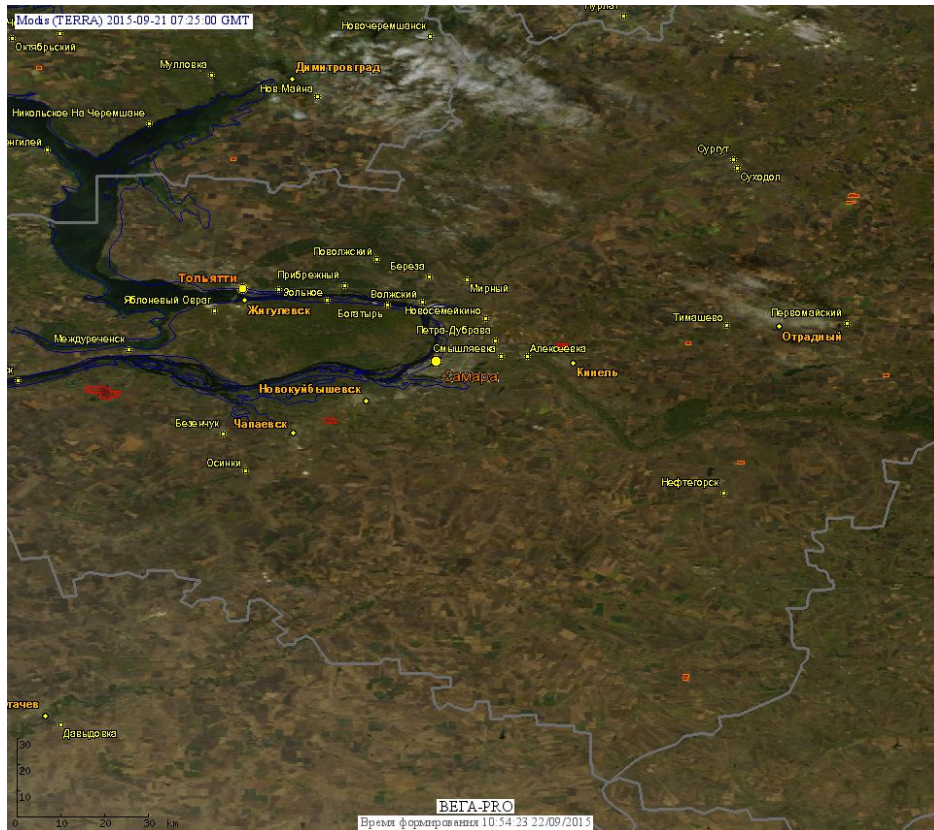 Modis (TERRA) 2015-09-21 07:25:00 GMT
Новочеремшанск
Октябрьский
Мулловка
Димитровград
Нов Майна
Никольское На Черемшане
Сургут
Суходол
Поволжский
Береза
Тольятти
Прибрежный
Мирный
Яблоневый Овраг
Зольное
Волжский
Жигулевск
Богатырь
Новосемейкино
Тимашево
Первомайский
Петра-Дубрава
Отрадный
Междуреченск
Смышляевка
Алексеевка
Самара
Кинель
Новокуйбышевск
Безенчук
Чапаевск
Осинки
Нефтегорск
тачев
Давыдовка
30
20
10
0 10 20 30 km
ВЕГА-PRO
Время формирования 10:54:23 22/09/2015